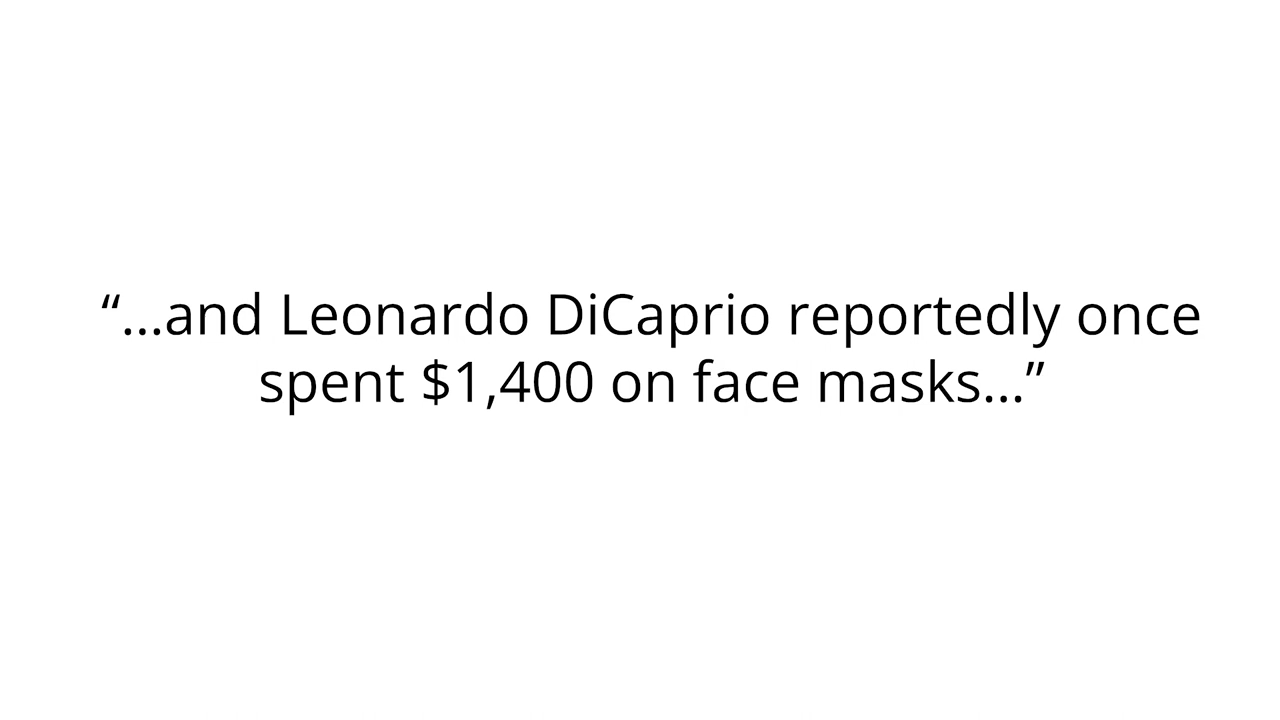 “...and Leonardo DiCaprio reportedly once
spent $1,400 on face masks...”